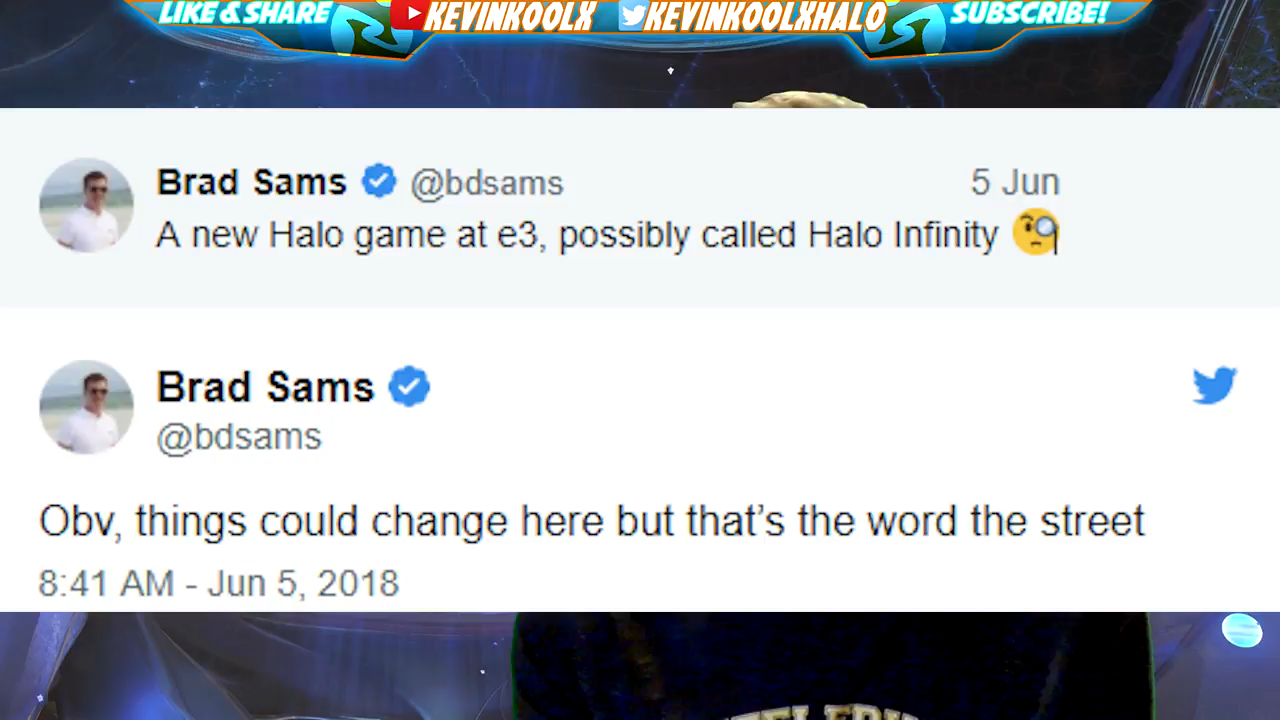 LIKE & SHARE KEVINKOOLX KEVINKOOLXHALO SUBSCRIBE!
Brad Sams @bdsams 5 Jun
A new Halo game at e3, possibly called Halo Infinity 🧐
Brad Sams
@bdsams
Obv, things could change here but that's the word the street
8:41 AM - Jun 5, 2018